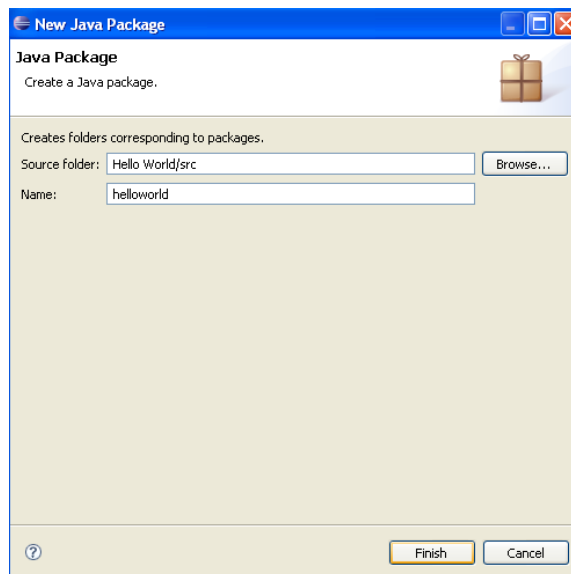 New Java Package
Java Package
Create a Java package.
Creates folders corresponding to packages.
Source folder: Hello World/src Browse...
Name: helloworld
? Finish Cancel